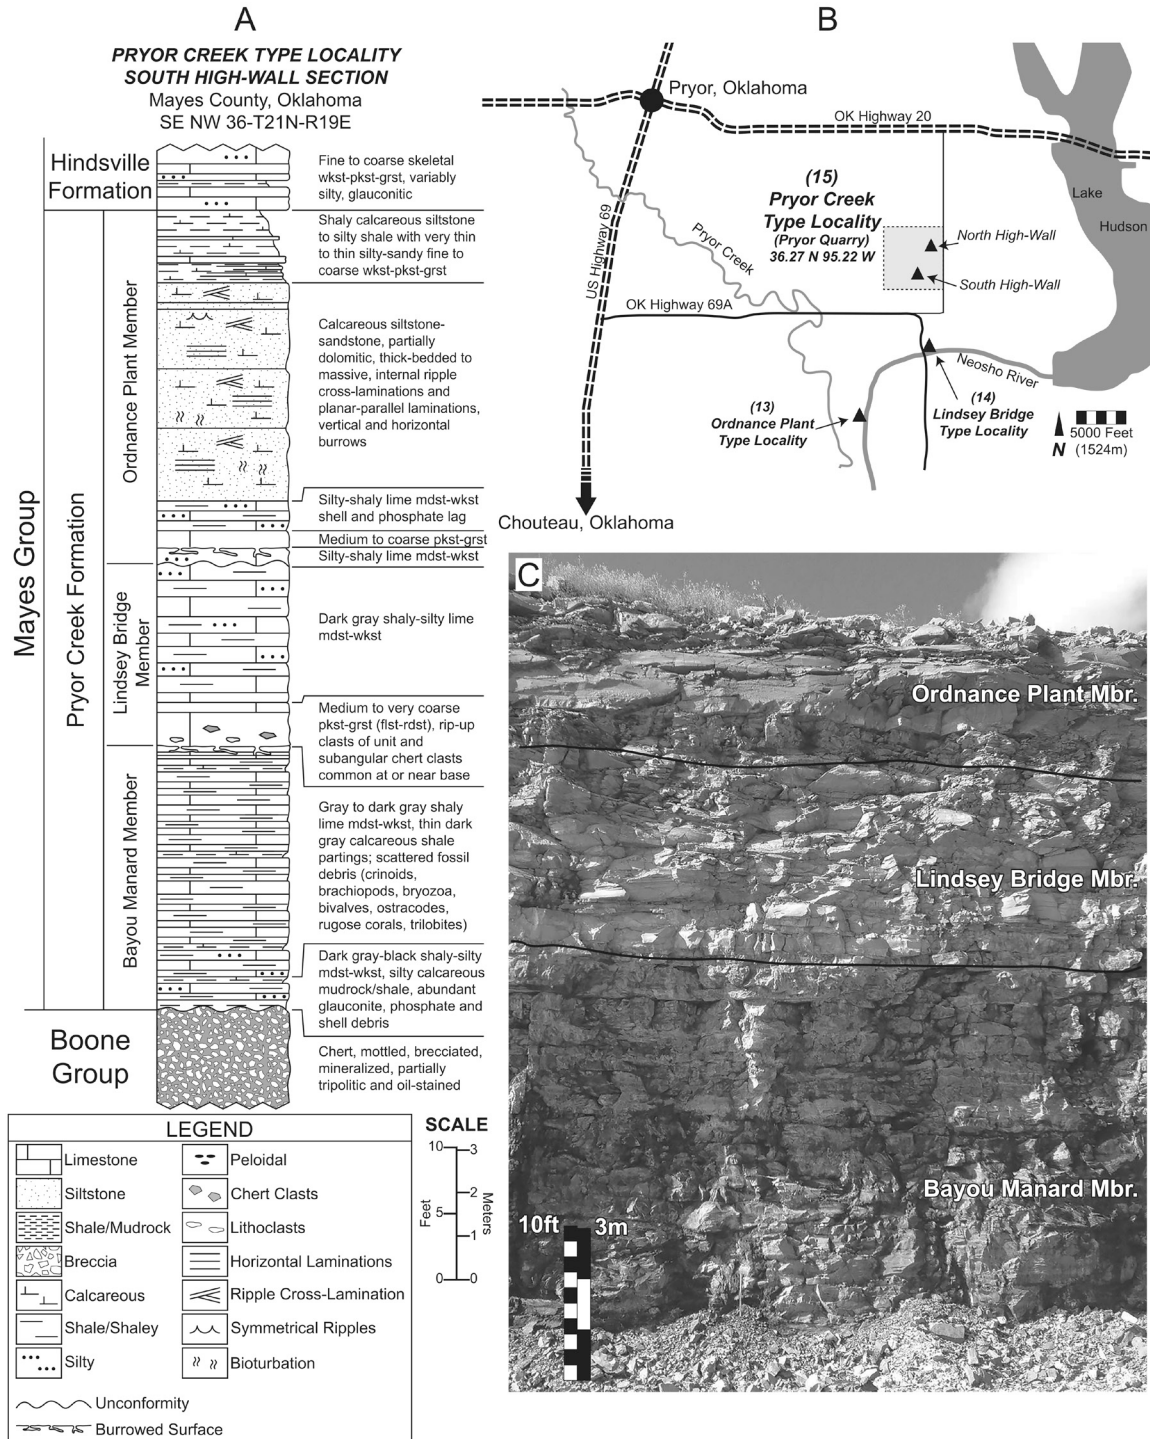 A
PRYOR CREEK TYPE LOCALITY
SOUTH HIGH-WALL SECTION
Mayes County, Oklahoma
SE NW 36-T21N-R19E
Hindsville
Formation
Fine to coarse skeletal
wkst-pkst-grst, variably
silty, glauconitic
Mayes Group
Pryor Creek Formation
Ordnance Plant Member
Shaly calcareous siltstone
to silty shale with very thin
to thin silty-sandy fine to
coarse wkst-pkst-grst
Calcareous siltstone-
sandstone, partially
dolomitic, thick-bedded to
massive, internal ripple
cross-laminations and
planar-parallel laminations,
vertical and horizontal
burrows
Silty-shaly lime mdst-wkst
shell and phosphate lag
Medium to coarse pkst-grst
Silty-shaly lime mdst-wkst
Lindsey Bridge
Member
Dark gray shaly-silty lime
mdst-wkst
Medium to very coarse
pkst-grst (flst-rdst), rip-up
clasts of unit and
subangular chert clasts
common at or near base
Bayou Manard Member
Gray to dark gray shaly
lime mdst-wkst, thin dark
gray calcareous shale
partings; scattered fossil
debris (crinoids,
brachiopods, bryozoa,
bivalves, ostracodes,
rugose corals, trilobites)
Dark gray-black shaly-silty
mdst-wkst, silty calcareous
mudrock/shale, abundant
glauconite, phosphate and
shell debris
Boone
Group
Chert, mottled, brecciated,
mineralized, partially
tripolitic and oil-stained
LEGEND
Limestone
Siltstone
Shale/Mudrock
Breccia
Calcareous
Shale/Shaley
Silty
Peloidal
Chert Clasts
Lithoclasts
Horizontal Laminations
Ripple Cross-Lamination
Symmetrical Ripples
Bioturbation
Unconformity
Burrowed Surface
SCALE
10 3
2
5
1
0 0
Feet
Meters
B
Pryor, Oklahoma
OK Highway 20
US Highway 69
Pryor Creek
(15)
Pryor Creek
Type Locality
(Pryor Quarry)
36.27 N 95.22 W
North High-Wall
South High-Wall
Lake
Hudson
OK Highway 69A
Neosho River
(13)
Ordnance Plant
Type Locality
(14)
Lindsey Bridge
Type Locality
N
5000 Feet
(1524m)
Chouteau, Oklahoma
C
Ordnance Plant Mbr.
Lindsey Bridge Mbr.
Bayou Manard Mbr.
10ft 3m